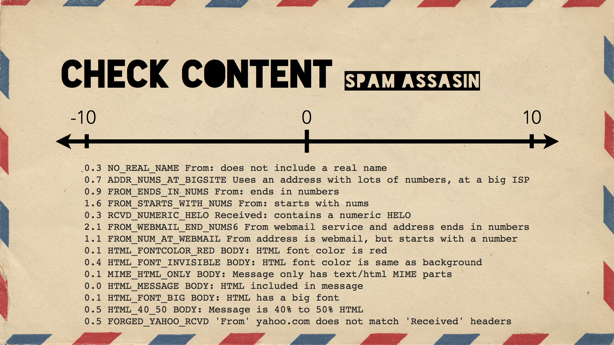 CHECK CONTENT SPAM ASSASIN
-10 0 10
0.3 NO_REAL_NAME From: does not include a real name
0.7 ADDR_NUMS_AT_BIGSITE Uses an address with lots of numbers, at a big ISP
0.9 FROM_ENDS_IN_NUMS From: ends in numbers
1.6 FROM_STARTS_WITH_NUMS From: starts with nums
0.3 RCVD_NUMERIC_HELO Received: contains a numeric HELO
2.1 FROM_WEBMAIL_END_NUMS6 From webmail service and address ends in numbers
1.1 FROM_NUM_AT_WEBMAIL From address is webmail, but starts with a number
0.1 HTML_FONTCOLOR_RED BODY: HTML font color is red
0.4 HTML_FONT_INVISIBLE BODY: HTML font color is same as background
0.1 MIME_HTML_ONLY BODY: Message only has text/html MIME parts
0.0 HTML_MESSAGE BODY: HTML included in message
0.1 HTML_FONT_BIG BODY: HTML has a big font
0.5 HTML_40_50 BODY: Message is 40% to 50% HTML
0.5 FORGED_YAHOO_RCVD 'From' yahoo.com does not match 'Received' headers